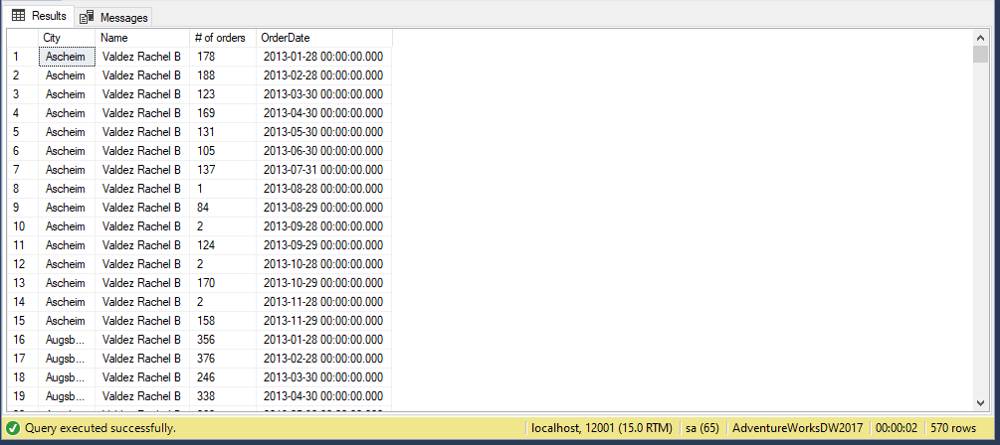 Results Messages
City Name # of orders OrderDate
1 Ascheim Valdez Rachel B 178 2013-01-28 00:00:00.000
2 Ascheim Valdez Rachel B 188 2013-02-28 00:00:00.000
3 Ascheim Valdez Rachel B 123 2013-03-30 00:00:00.000
4 Ascheim Valdez Rachel B 169 2013-04-30 00:00:00.000
5 Ascheim Valdez Rachel B 131 2013-05-30 00:00:00.000
6 Ascheim Valdez Rachel B 105 2013-06-30 00:00:00.000
7 Ascheim Valdez Rachel B 137 2013-07-31 00:00:00.000
8 Ascheim Valdez Rachel B 1 2013-08-28 00:00:00.000
9 Ascheim Valdez Rachel B 84 2013-08-29 00:00:00.000
10 Ascheim Valdez Rachel B 2 2013-09-28 00:00:00.000
11 Ascheim Valdez Rachel B 124 2013-09-29 00:00:00.000
12 Ascheim Valdez Rachel B 2 2013-10-28 00:00:00.000
13 Ascheim Valdez Rachel B 170 2013-10-29 00:00:00.000
14 Ascheim Valdez Rachel B 2 2013-11-28 00:00:00.000
15 Ascheim Valdez Rachel B 158 2013-11-29 00:00:00.000
16 Augsb... Valdez Rachel B 356 2013-01-28 00:00:00.000
17 Augsb... Valdez Rachel B 376 2013-02-28 00:00:00.000
18 Augsb... Valdez Rachel B 246 2013-03-30 00:00:00.000
19 Augsb... Valdez Rachel B 338 2013-04-30 00:00:00.000
Query executed successfully. localhost, 12001 (15.0 RTM) sa (65) AdventureWorksDW2017 00:00:02 570 rows